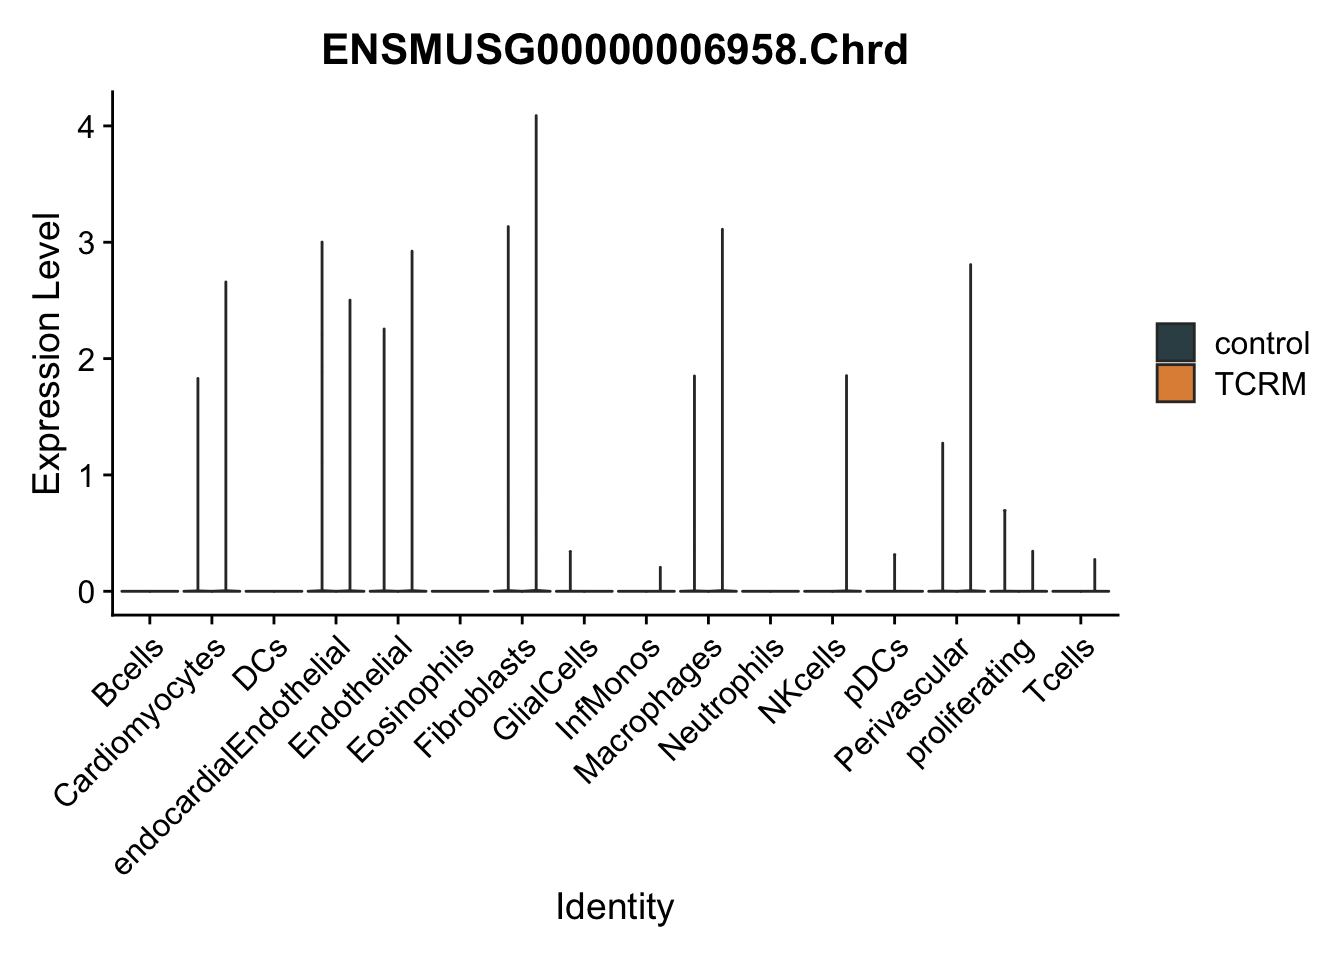 ENSMUSG00000006958.Chrd
Expression Level
4
3
2
1
0
control
TCRM
Bcells
Cardiomyocytes
DCs
endocardialEndothelial
Endothelial
Eosinophils
Fibroblasts
GlialCells
InfMonos
Macrophages
Neutrophils
NKcells
pDCs
Perivascular
proliferating
Tcells
Identity